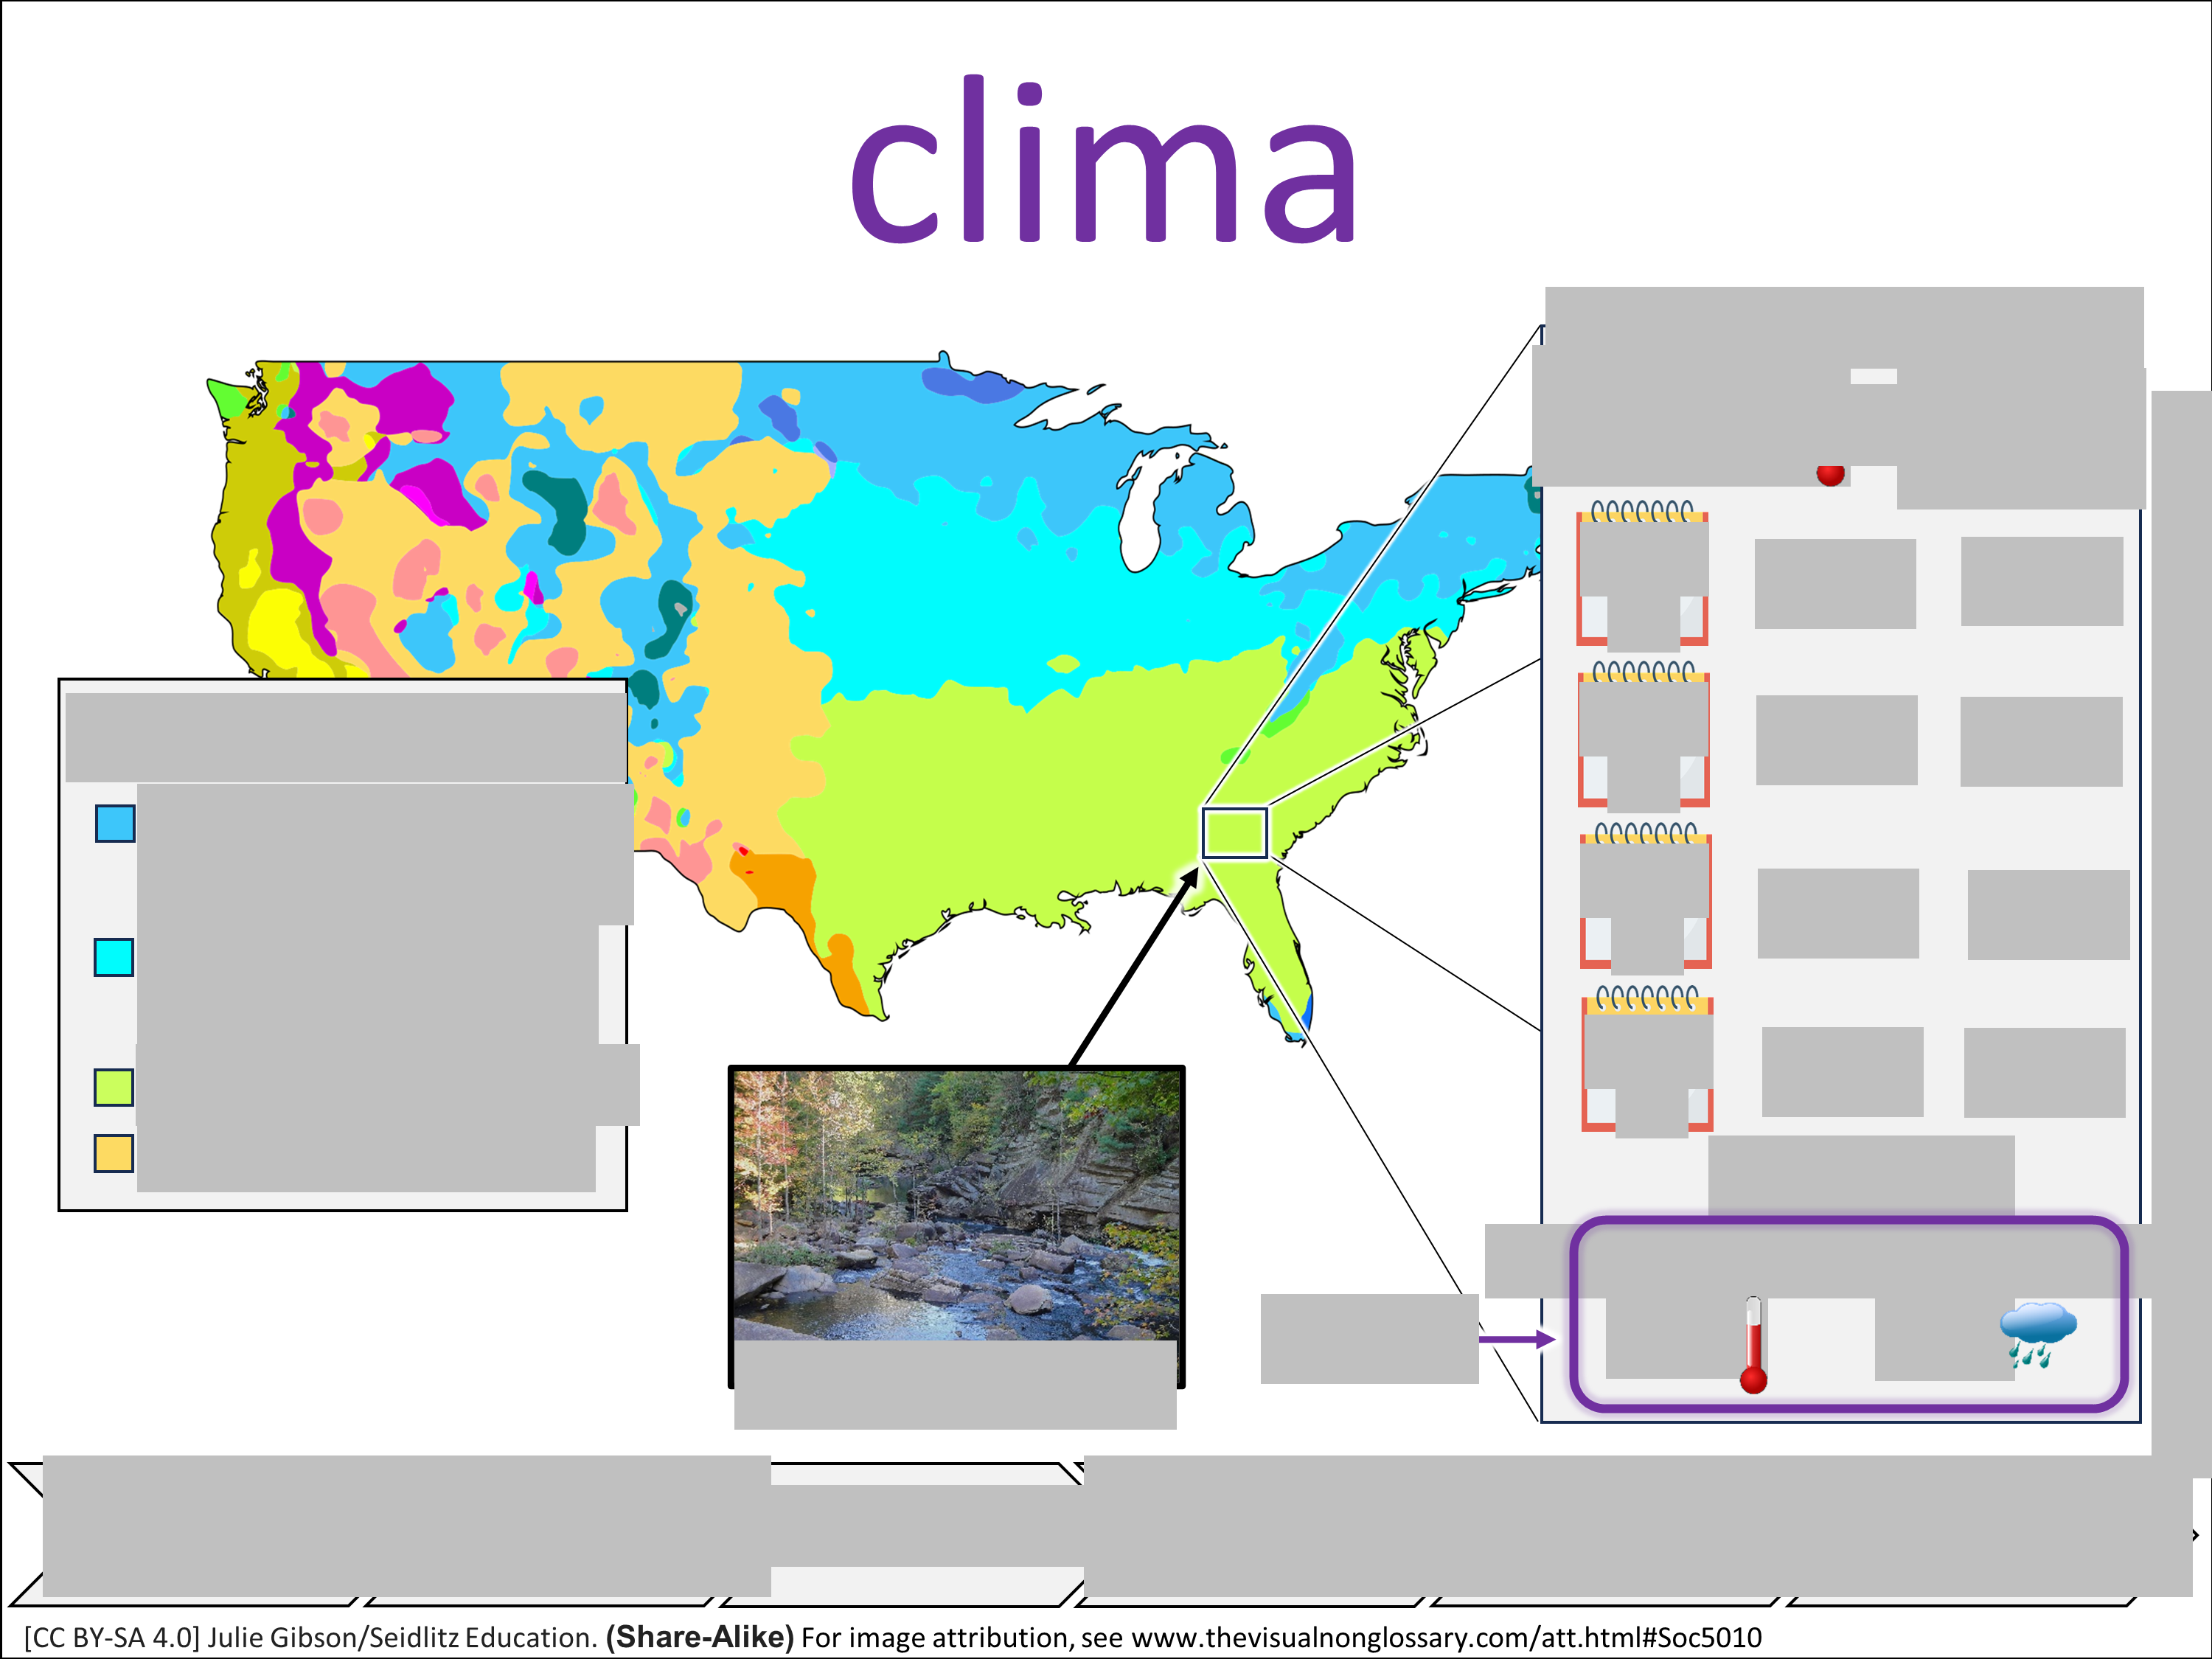 clima
[CC BY-SA 4.0] Julie Gibson/Seidlitz Education. (Share-Alike) For image attribution, see www.thevisualnonglossary.com/att.html#Soc5010